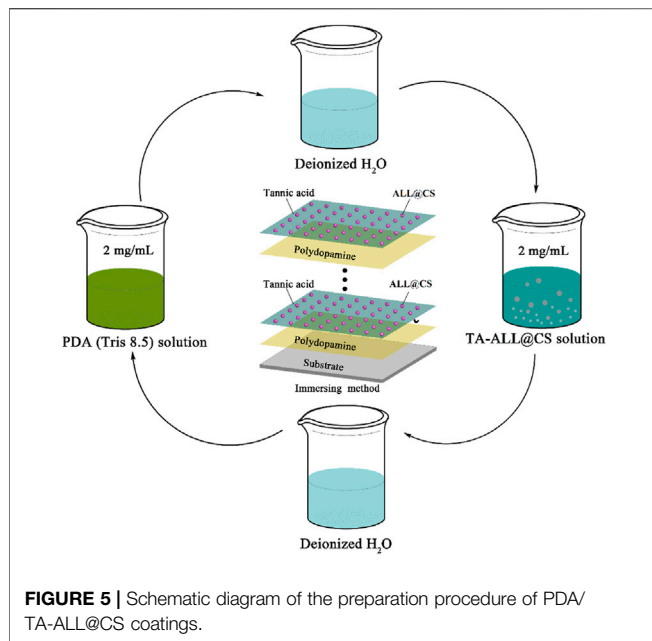 Deionized H₂O
Tannic acid
ALL@CS
Polydopamine
Tannic acid
ALL@CS
Polydopamine
Substrate
Immersing method
2 mg/mL
PDA (Tris 8.5) solution
2 mg/mL
TA-ALL@CS solution
Deionized H₂O
FIGURE 5 | Schematic diagram of the preparation procedure of PDA/
TA-ALL@CS coatings.